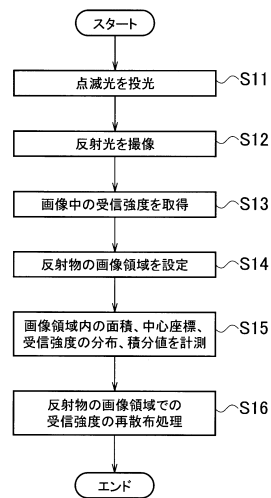 スタート
点滅光を投光
S11
反射光を撮像
S12
画像中の受信強度を取得
S13
反射物の画像領域を設定
S14
画像領域内の面積、中心座標、
受信強度の分布、積分値を計測
S15
反射物の画像領域での
受信強度の再散布処理
S16
エンド